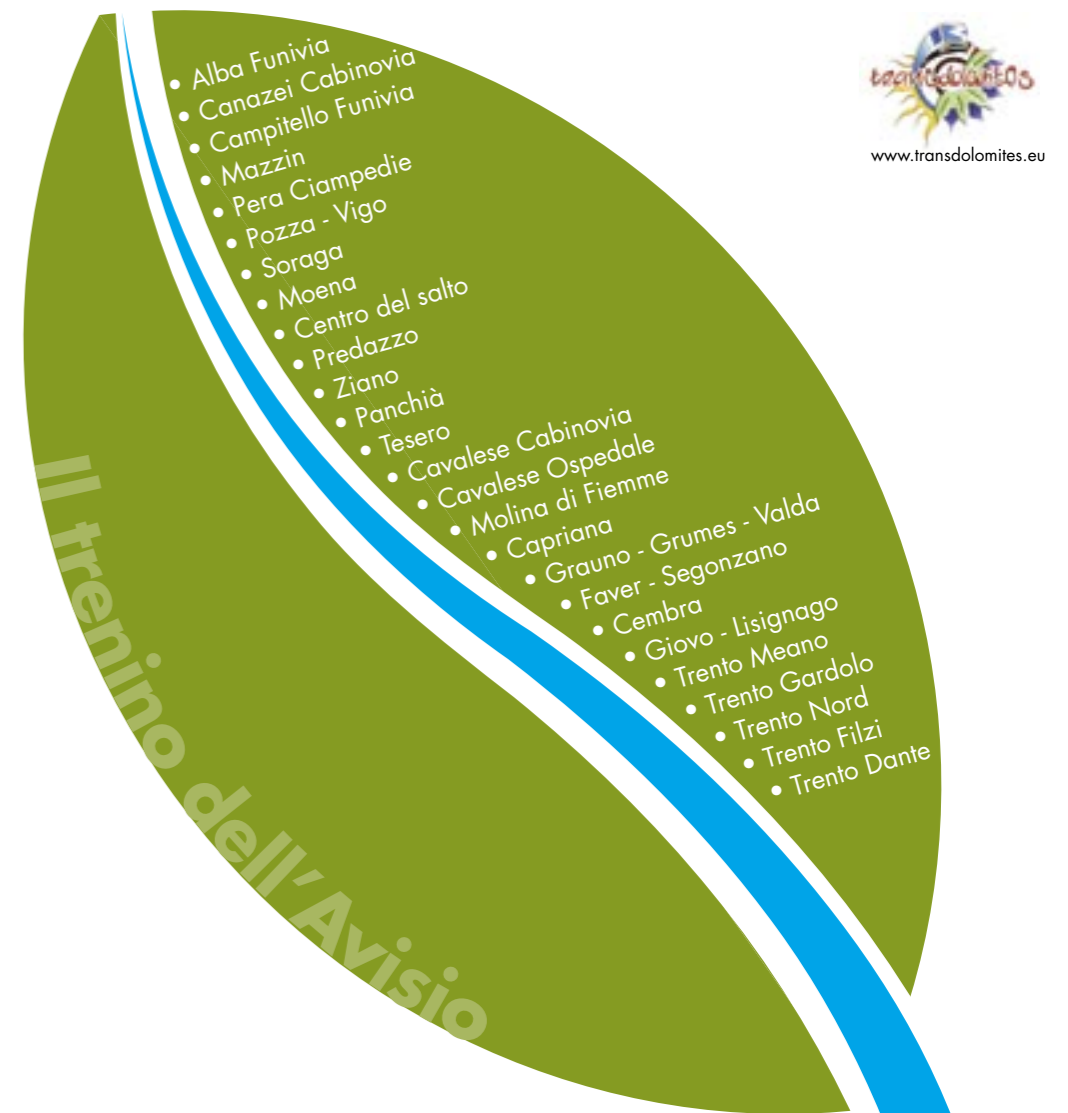 transdolomites
www.transdolomites.eu
• Alba Funivia
• Canazei Cabinovia
• Campitello Funivia
• Mazzin
• Pera Ciampedie
• Pozza - Vigo
• Soraga
• Moena
• Centro del salto
• Predazzo
• Ziano
• Panchià
• Tesero
• Cavalese Cabinovia
• Cavalese Ospedale
• Molina di Fiemme
• Capriana
• Grauno - Grumes - Valda
• Faver - Segonzano
• Cembra
• Giovo - Lisignago
• Trento Meano
• Trento Gardolo
• Trento Nord
• Trento Filzi
• Trento Dante
Il trenino dell'Avisio